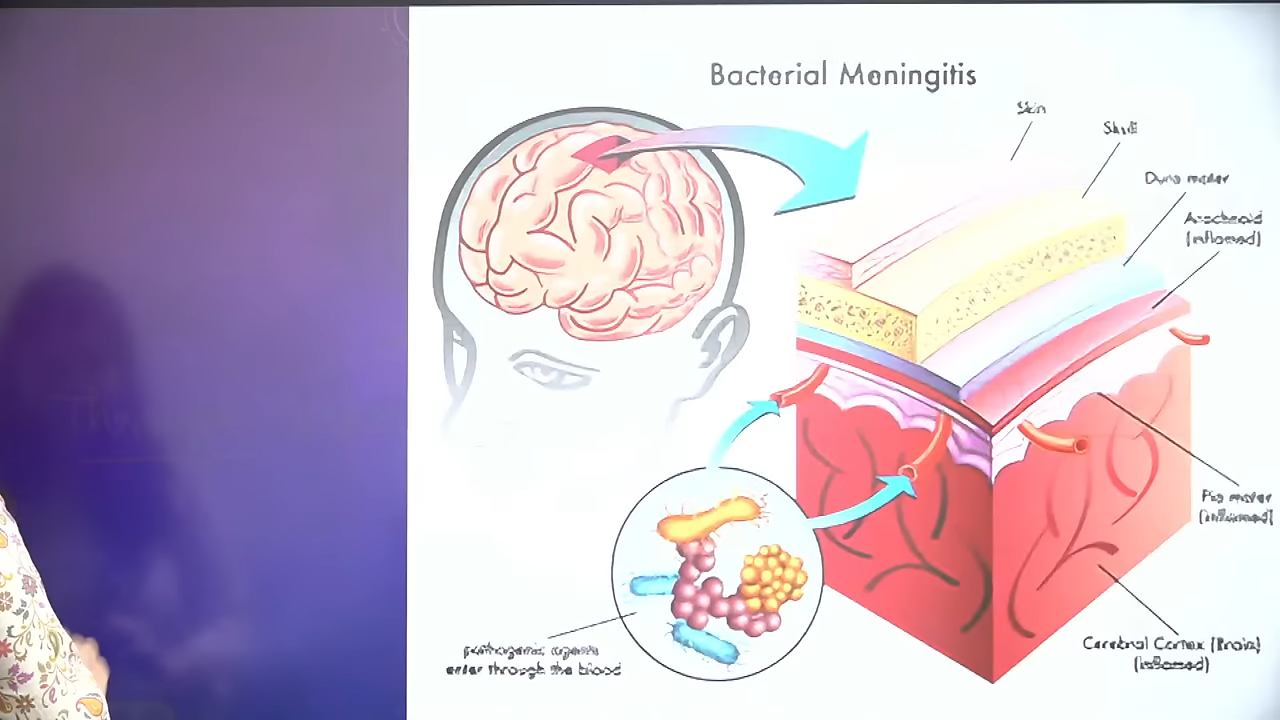 Bacterial Meningitis
Skin
Skull
Dura mater
Arachnoid
(inflamed)
Pia mater
(inflamed)
Cerebral Cortex (Brain)
(inflamed)
pathogenic agents
enter through the blood